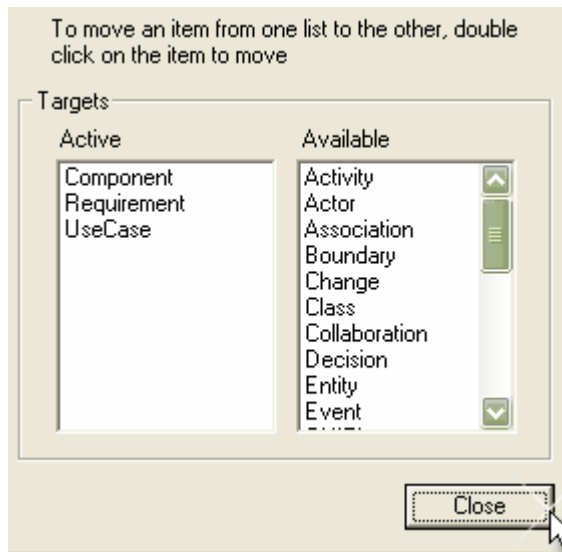 To move an item from one list to the other, double
click on the item to move
Targets
Active
Available
Component
Requirement
UseCase
Activity
Actor
Association
Boundary
Change
Class
Collaboration
Decision
Entity
Event
Close